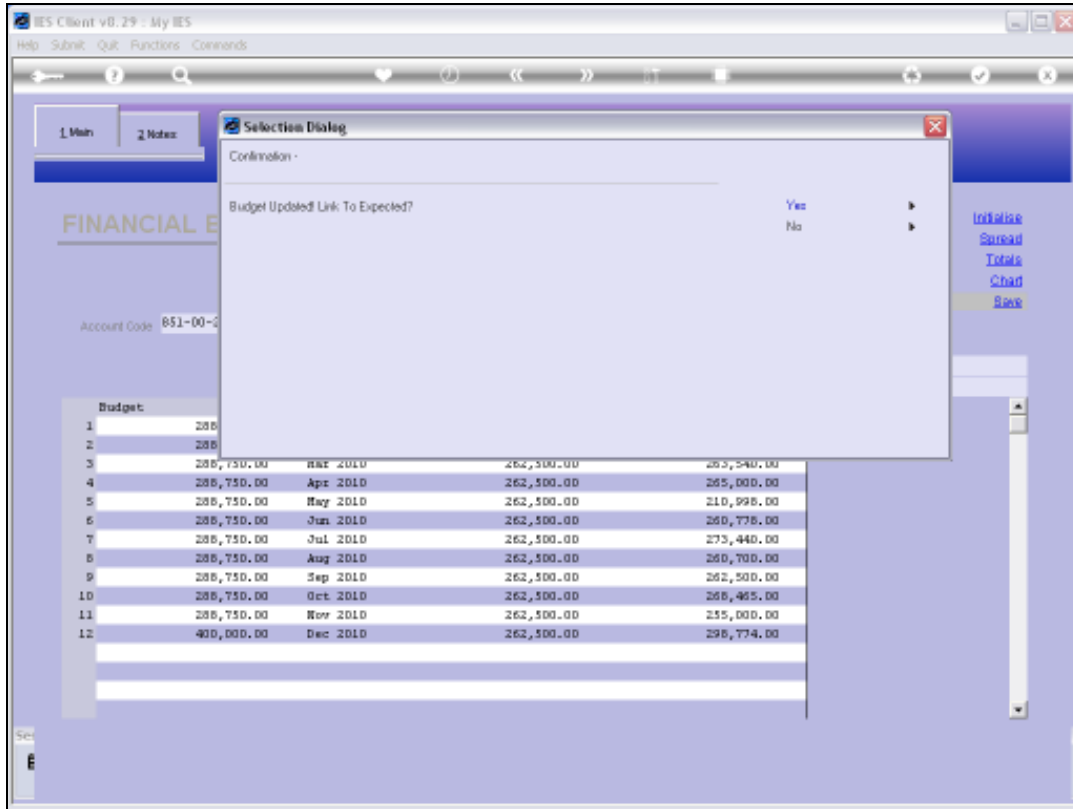 IES Client v8.29 : My IES
Help Submit Quit Functions Commands
1 Main
2 Notes
Selection Dialog
Confirmation -
Budget Updated! Link To Expected?
Yes
No
FINANCIAL
Initialise
Spread
Totals
Chart
Save
Account Code 851-00-
Budget
1 288
2 288
3 288,750.00 Mar 2010 262,500.00 263,540.00
4 288,750.00 Apr 2010 262,500.00 265,000.00
5 288,750.00 May 2010 262,500.00 210,998.00
6 288,750.00 Jun 2010 262,500.00 260,778.00
7 288,750.00 Jul 2010 262,500.00 273,440.00
8 288,750.00 Aug 2010 262,500.00 260,700.00
9 288,750.00 Sep 2010 262,500.00 262,500.00
10 288,750.00 Oct 2010 262,500.00 268,465.00
11 288,750.00 Nov 2010 262,500.00 255,000.00
12 400,000.00 Dec 2010 262,500.00 298,774.00